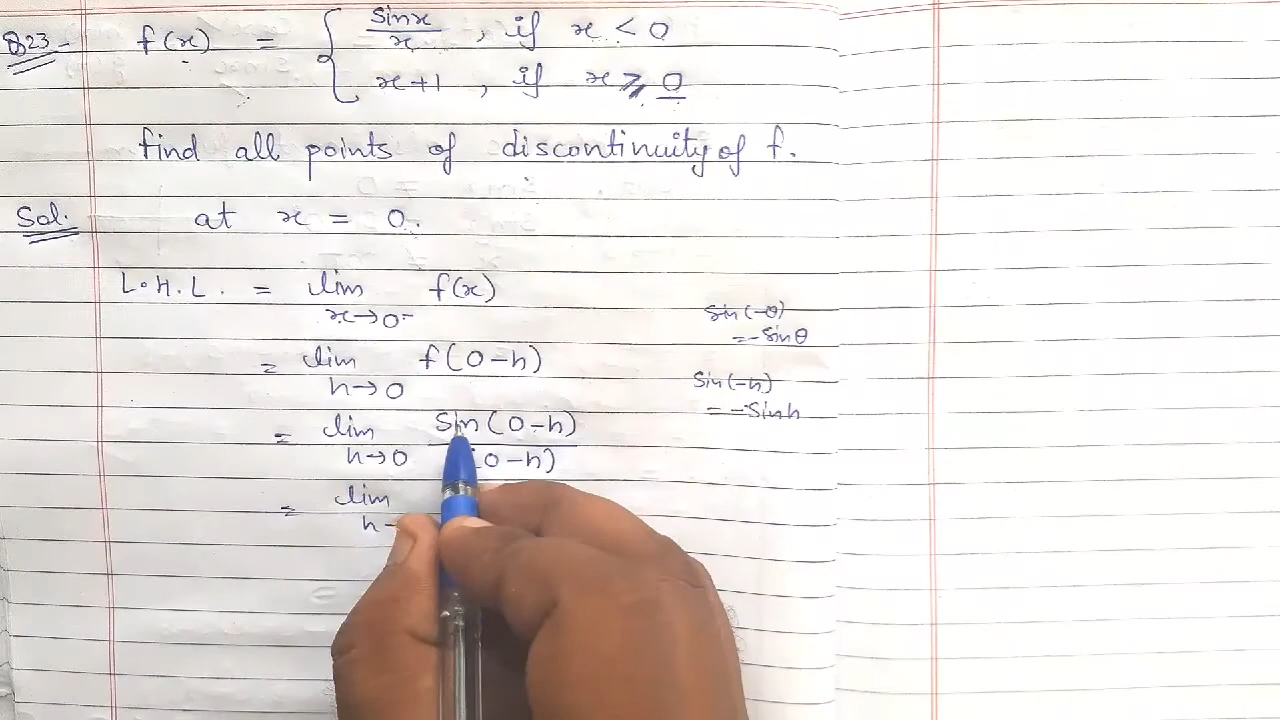 Q23- f(x) = { sinx/x , if x < 0
x+1 , if x ≥ 0
find all points of discontinuity of f.
Sol. at x = 0.
L.H.L. = lim x→0- f(x)
= lim h→0 f(0-h)
= lim h→0 Sin(0-h)/(0-h)
= lim h-
Sin(-θ)
= -Sinθ
Sin(-h)
= -Sinh